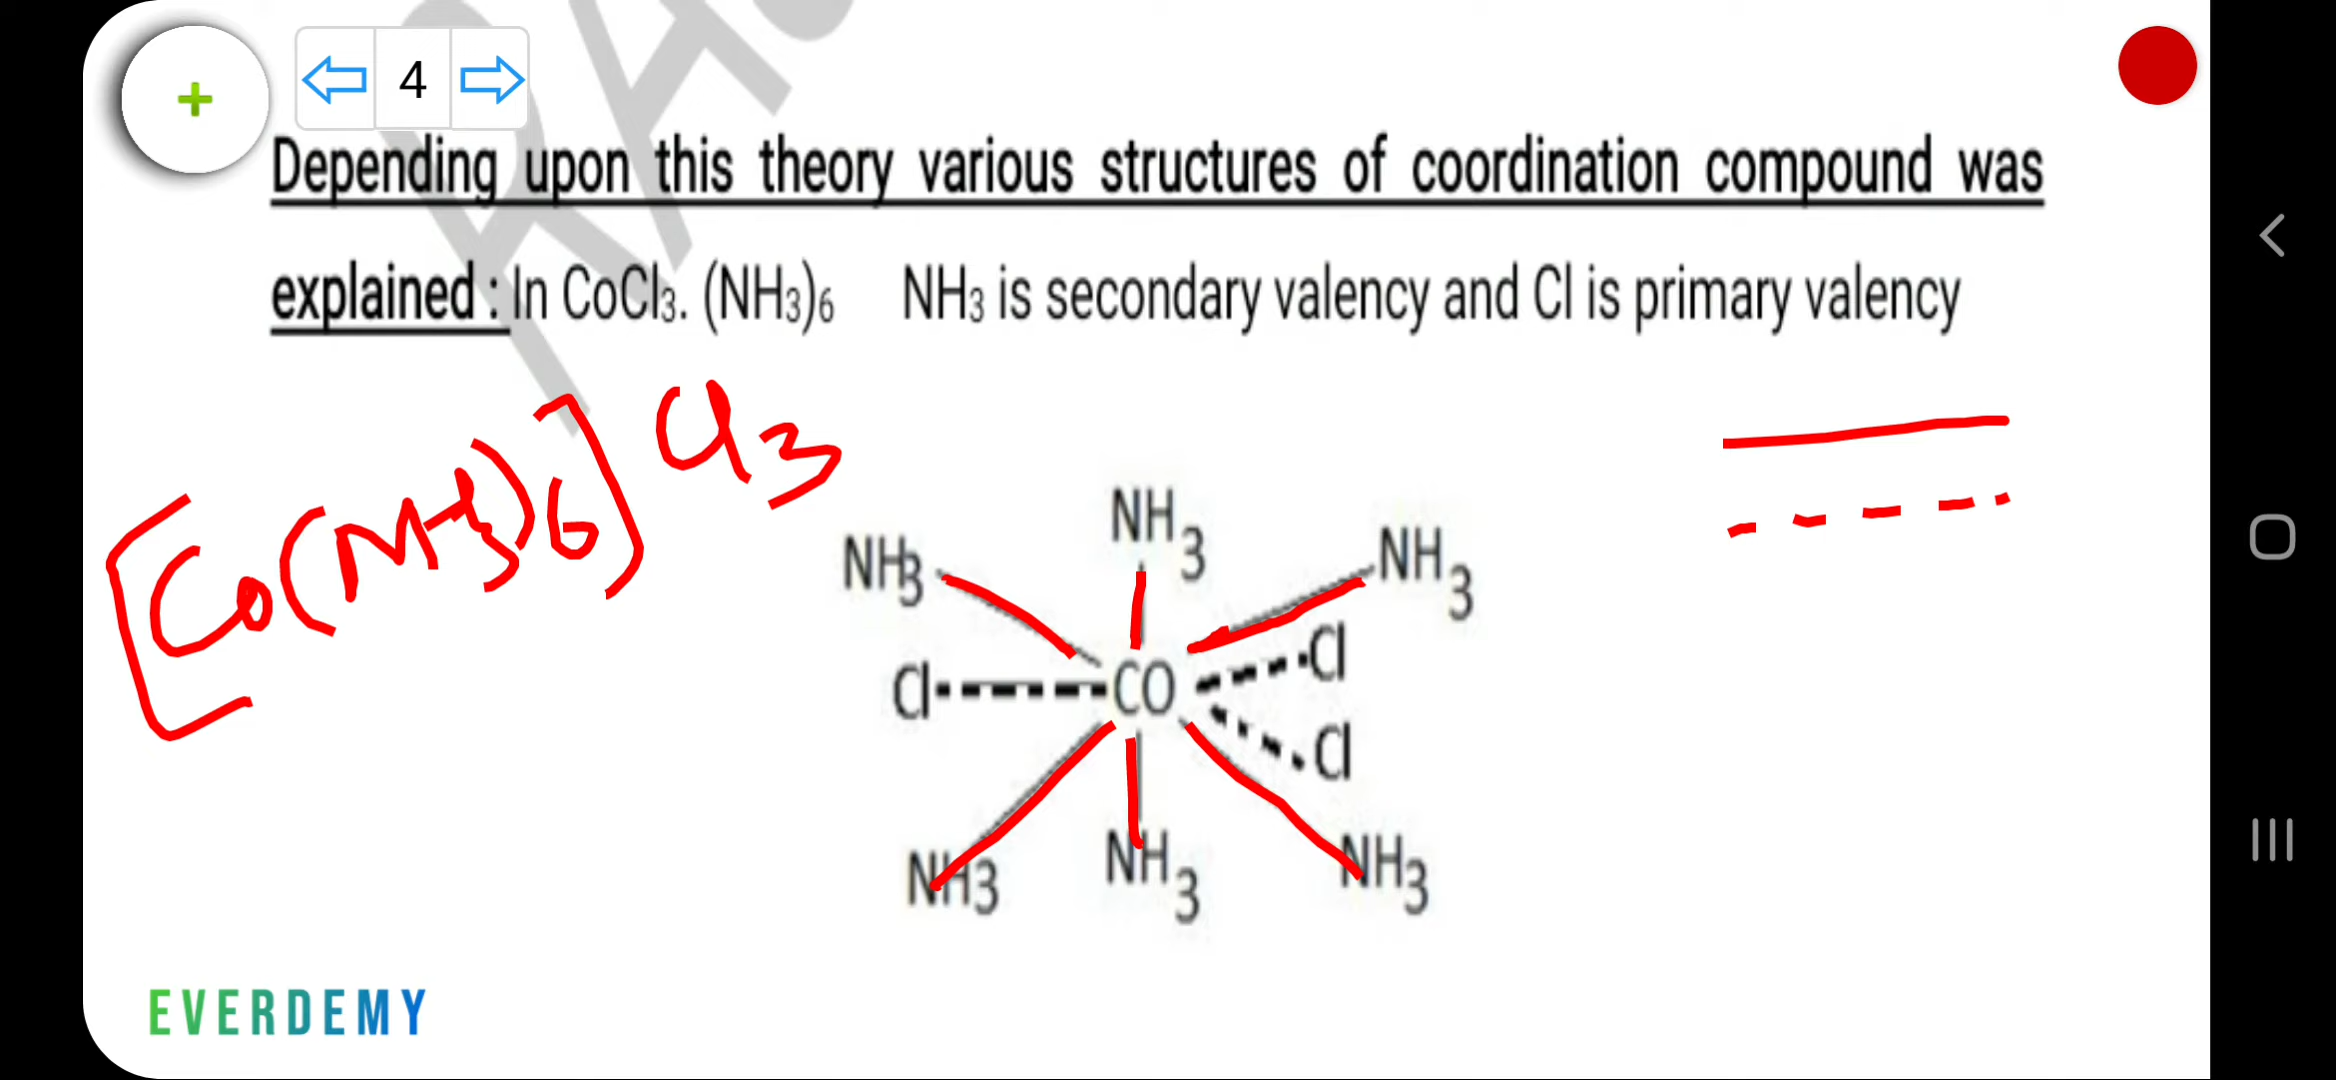 4
Depending upon this theory various structures of coordination compound was
explained : In CoCl3. (NH3)6 NH3 is secondary valency and Cl is primary valency
[Co(NH3)6]Cl3
NH3
NH3
NH3
Cl
CO
Cl
Cl
NH3
NH3
NH3
EVERDEMY